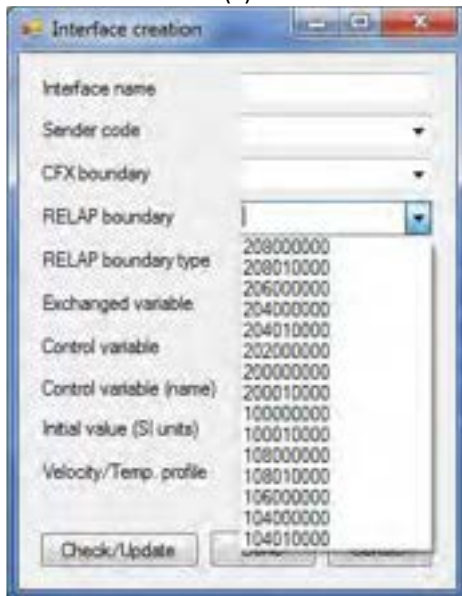 Interface creation
Interface name
Sender code
CFX boundary
RELAP boundary
RELAP boundary type
Exchanged variable
Control variable
Control variable (name)
Initial value (SI units)
Velocity/Temp. profile
208000000
208010000
206000000
204000000
204010000
202000000
200000000
200010000
100000000
100010000
108000000
108010000
106000000
104000000
104010000
Check/Update